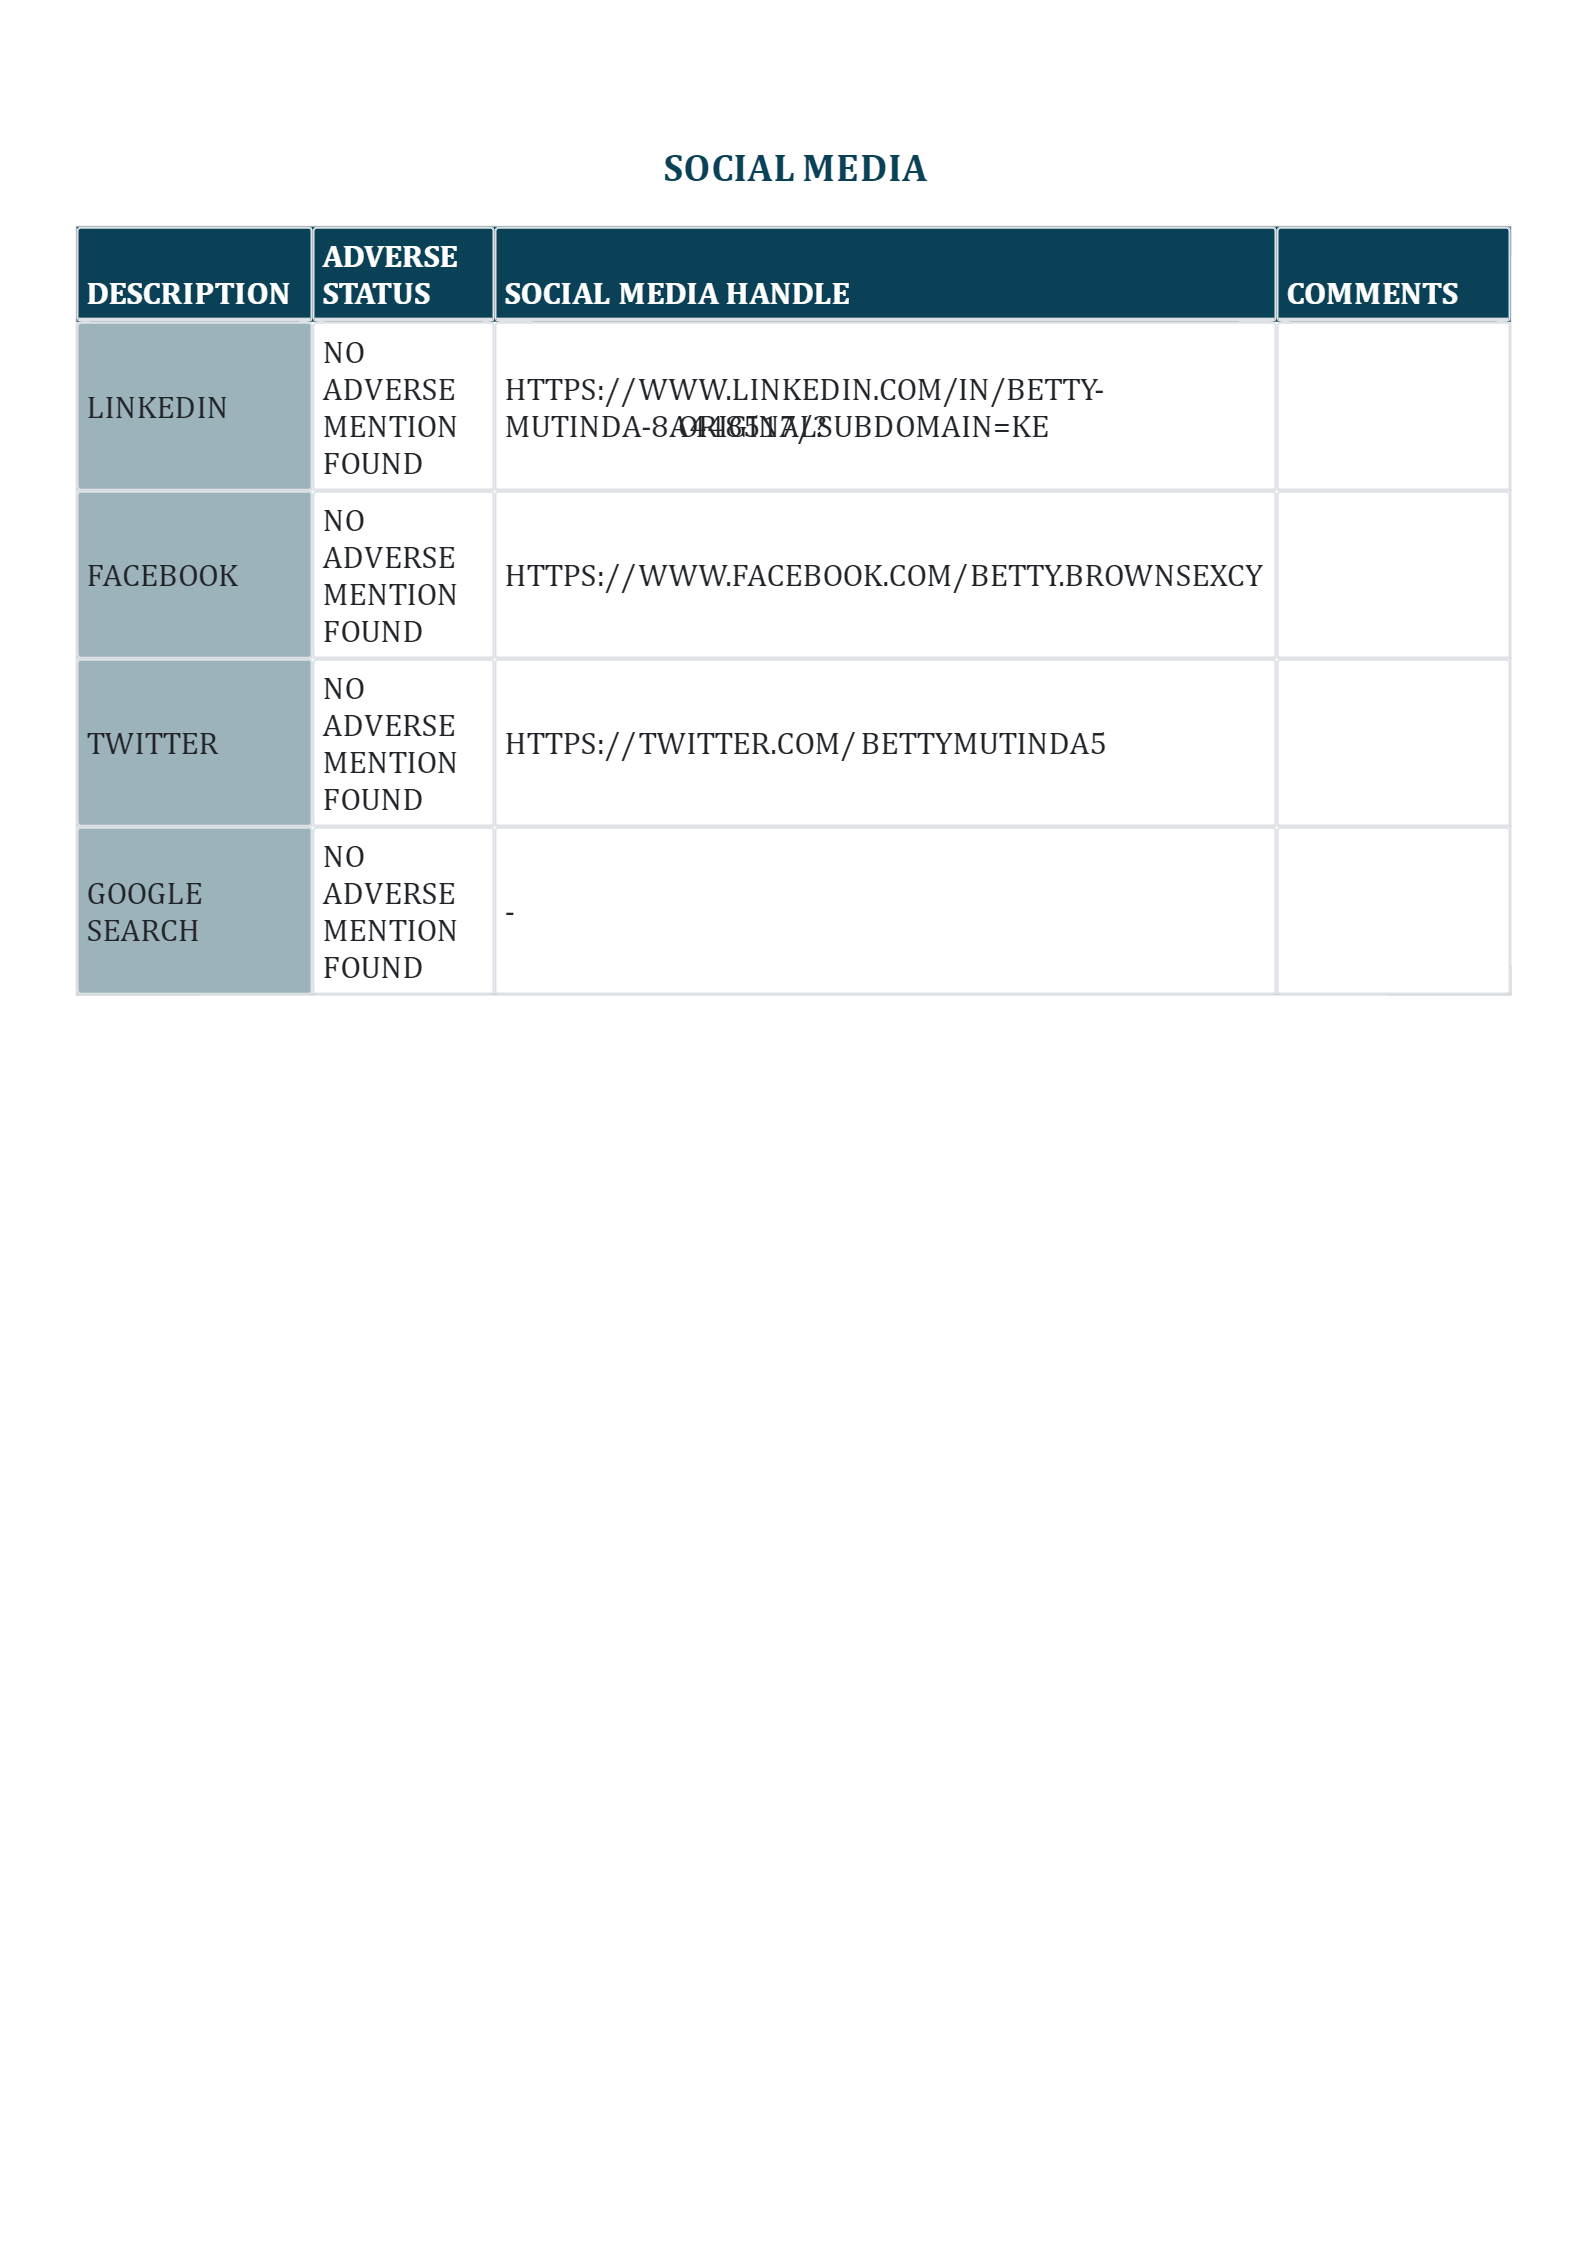 SOCIAL MEDIA
DESCRIPTION
ADVERSE
STATUS
SOCIAL MEDIA HANDLE
COMMENTS
LINKEDIN
NO
ADVERSE
MENTION
FOUND
HTTPS://WWW.LINKEDIN.COM/IN/BETTY-
MUTINDA- SUBDOMAIN=KE
FACEBOOK
NO
ADVERSE
MENTION
FOUND
HTTPS://WWW.FACEBOOK.COM/BETTY.BROWNSEXCY
TWITTER
NO
ADVERSE
MENTION
FOUND
HTTPS://TWITTER.COM/BETTYMUTINDA5
GOOGLE
SEARCH
NO
ADVERSE
MENTION
FOUND
-